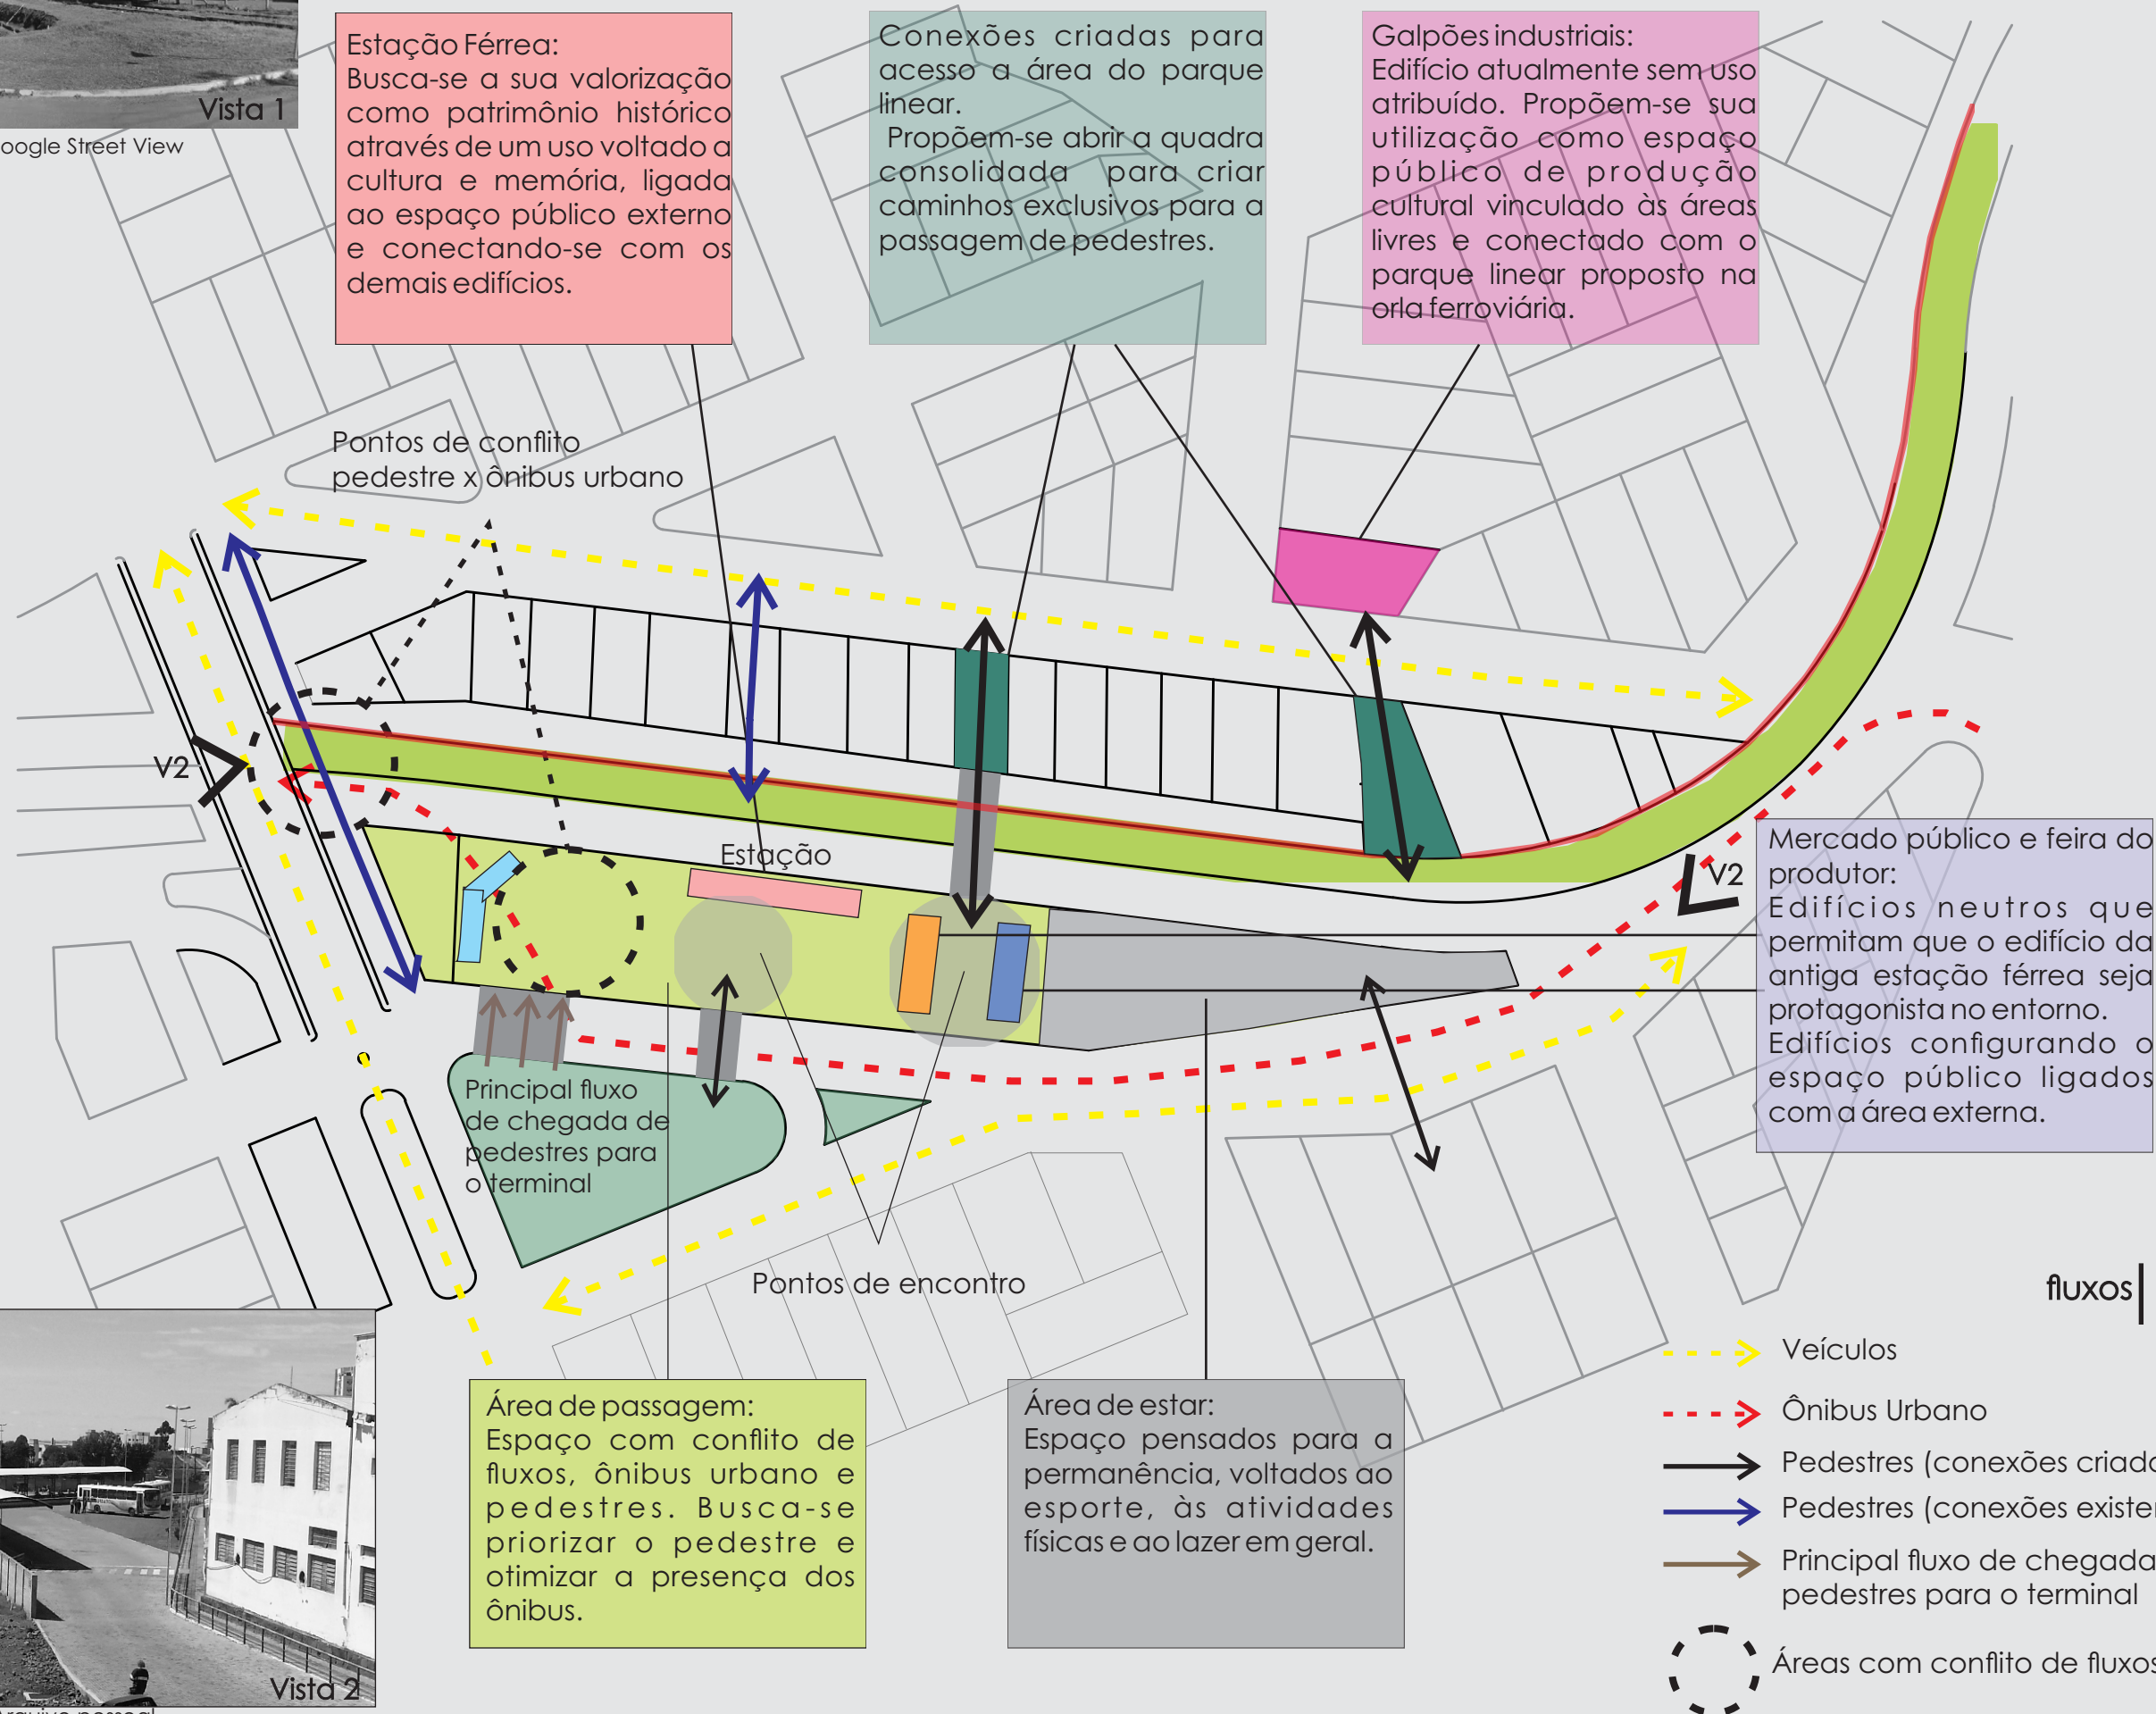 Vista 1
oogle Street View
Estação Férrea:
Busca-se a sua valorização
como patrimônio histórico
através de um uso voltado a
cultura e memória, ligada
ao espaço público externo
e conectando-se com os
demais edifícios.
Conexões criadas para
acesso a área do parque
linear.
Propõem-se abrir a quadra
consolidada para criar
caminhos exclusivos para a
passagem de pedestres.
Galpões industriais:
Edifício atualmente sem uso
atribuído. Propõem-se sua
utilização como espaço
público de produção
cultural vinculado às áreas
livres e conectado com o
parque linear proposto na
orla ferroviária.
Pontos de conflito
pedestre x ônibus urbano
V2
Estação
V2
Mercado público e feira do
produtor:
Edifícios neutros que
permitam que o edifício da
antiga estação férrea seja
protagonista no entorno.
Edifícios configurando o
espaço público ligados
com a área externa.
Principal fluxo
de chegada de
pedestres para
o terminal
Pontos de encontro
Área de passagem:
Espaço com conflito de
fluxos, ônibus urbano e
pedestres. Busca-se
priorizar o pedestre e
otimizar a presença dos
ônibus.
Área de estar:
Espaço pensados para a
permanência, voltados ao
esporte, às atividades
físicas e ao lazer em geral.
fluxos
Veículos
Ônibus Urbano
Pedestres (conexões criada
Pedestres (conexões existen
Principal fluxo de chegada
pedestres para o terminal
Áreas com conflito de fluxos
Vista 2
Arquivo pessoal